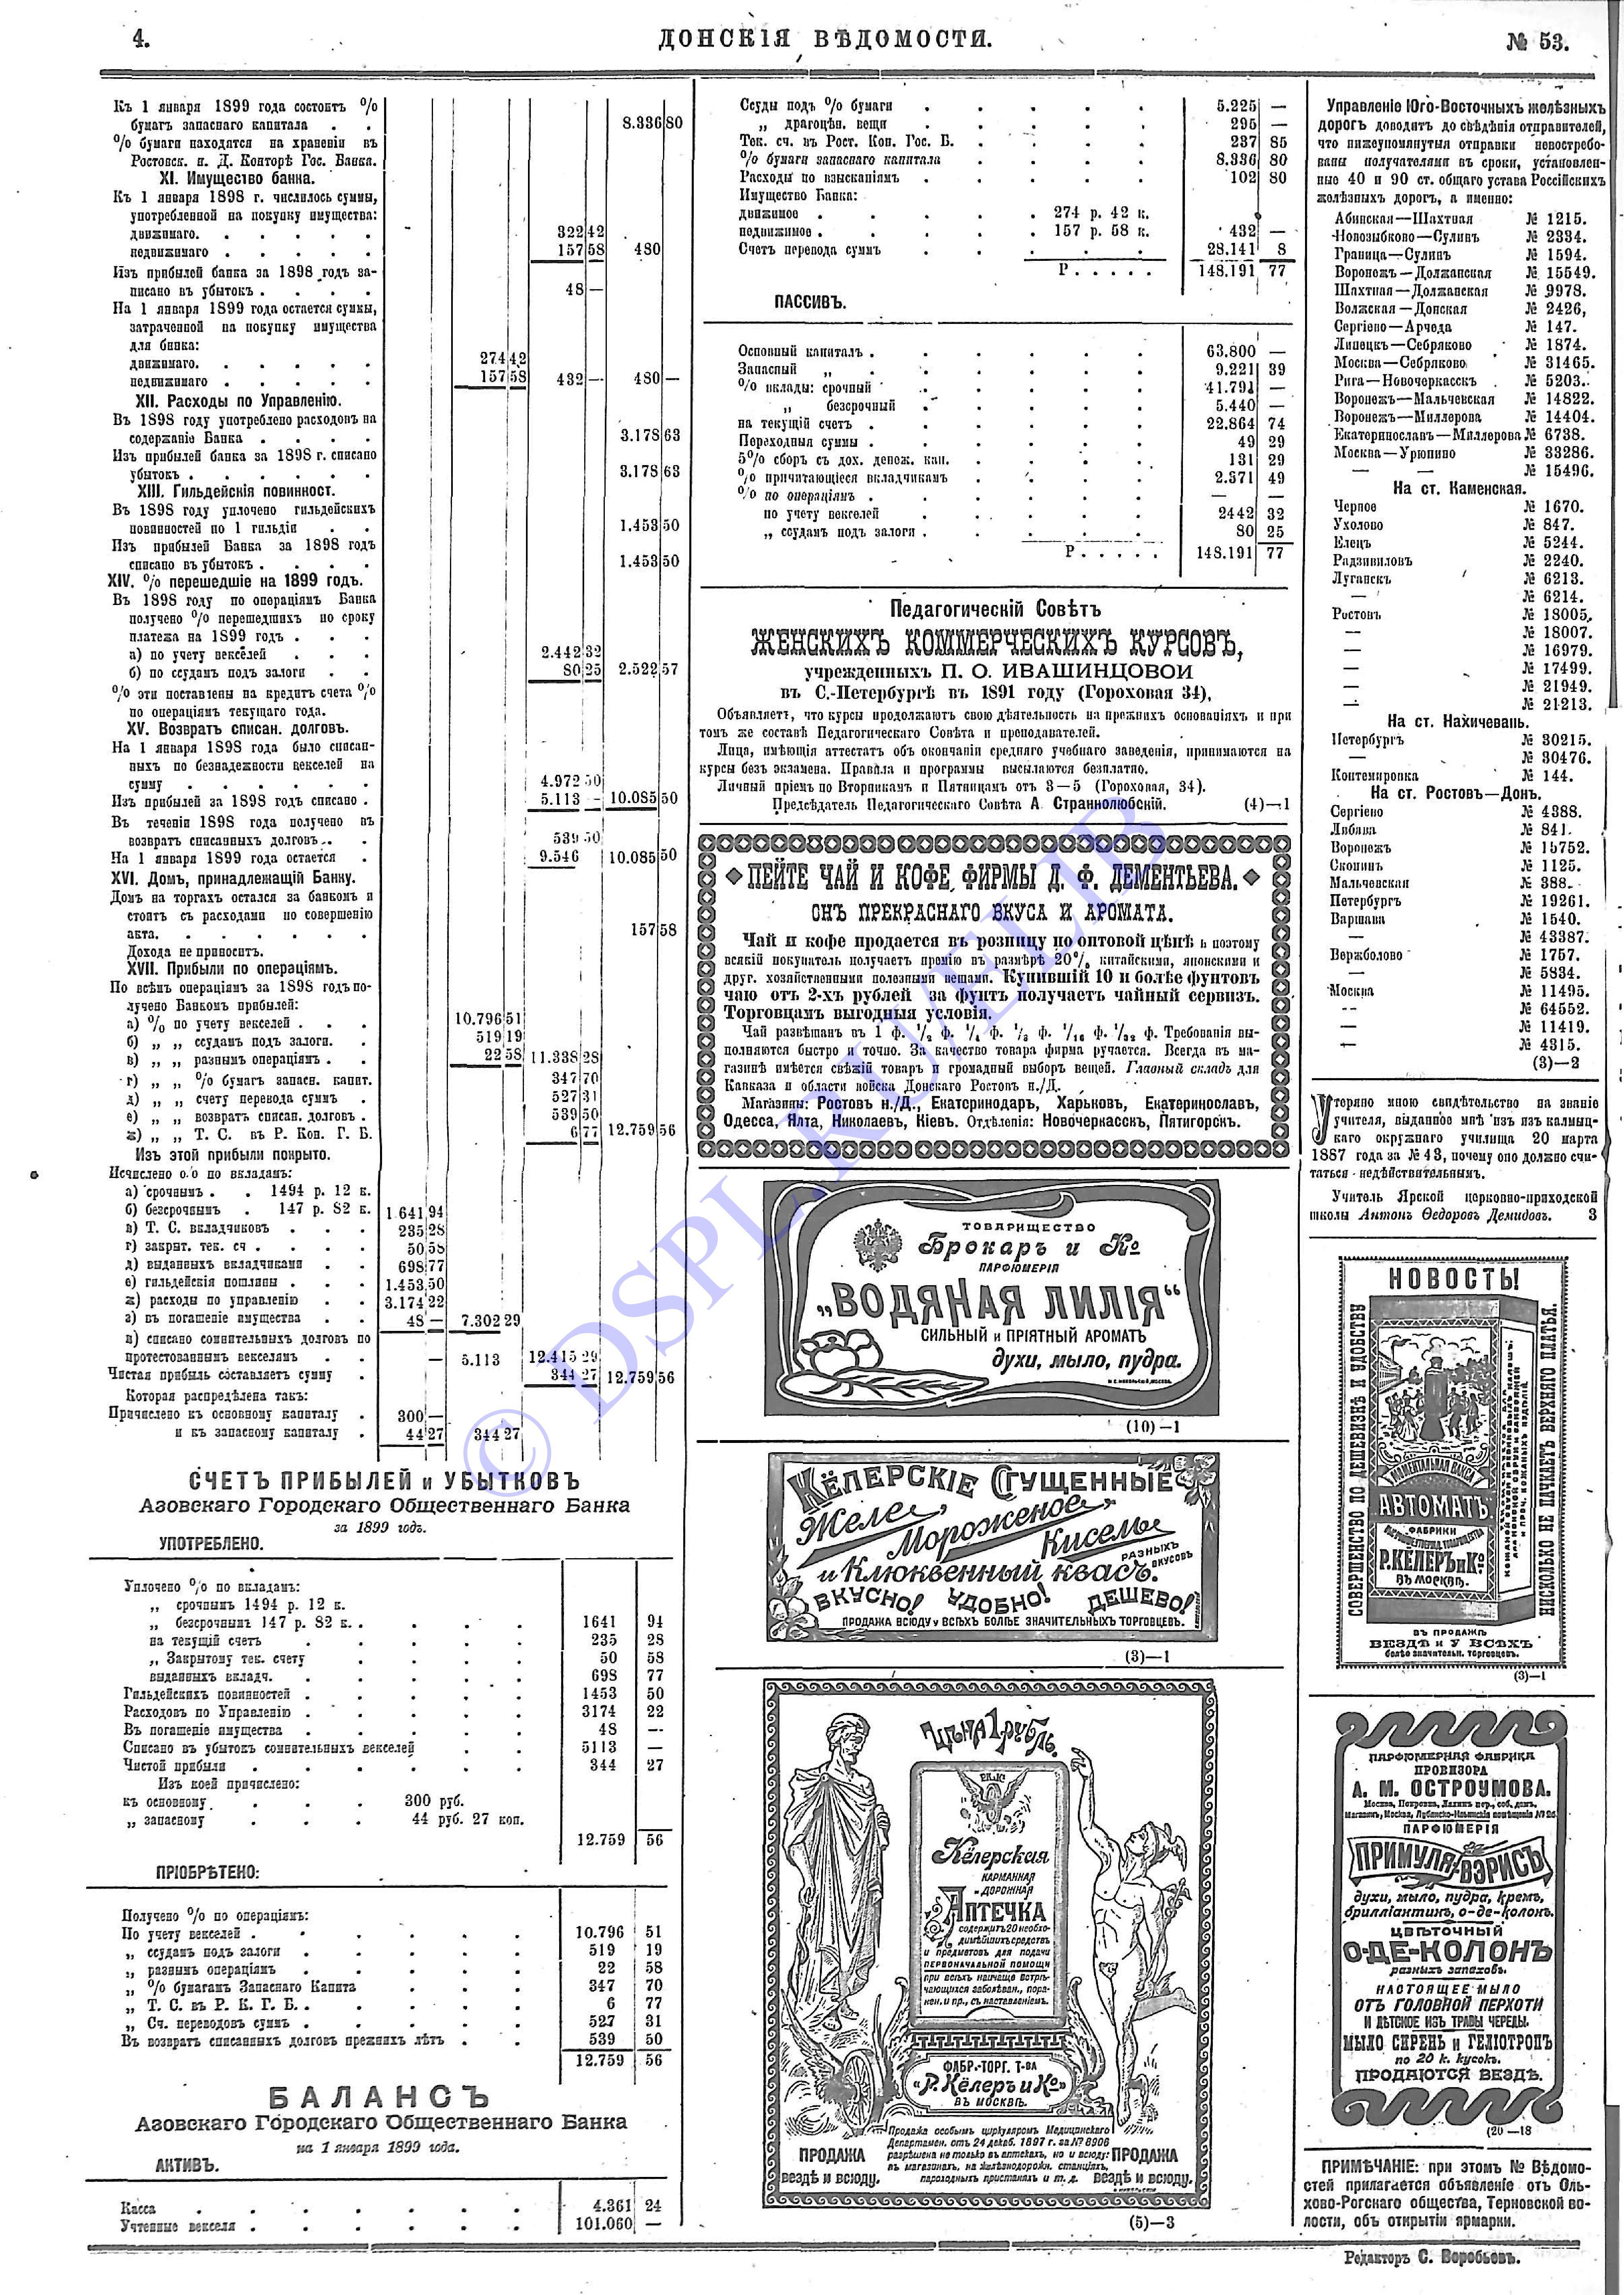 4.
ДОНСКІЯ ВѢДОМОСТИ.
№ 53.
Къ 1 января 1899 года состоитъ %
бумагъ запаснаго капитала . . 8.336 80
% бумаги находятся на храненіи въ
Ростовск. н. Д. Конторѣ Гос. Банка.
XI. Имущество банка.
Къ 1 января 1898 г. числилось суммы,
употребленной на покупку имущества:
движимаго. . . . . . 322 42
недвижимаго . . . . . 157 58 480
Изъ прибылей банка за 1898 годъ за-
писано въ убытокъ . . . . 48 —
На 1 января 1899 года остается суммы,
затраченной на покупку имущества
для банка:
движимаго. . . . . . 274 42
недвижимаго . . . . . 157 58 432 — 480 —
XII. Расходы по Управленію.
Въ 1898 году употреблено расходовъ на
содержаніе Банка . . . . 3.178 63
Изъ прибылей банка за 1898 г. списано
убытокъ . . . . . . 3.178 63
XIII. Гильдейскія повинност.
Въ 1898 году уплочено гильдейскихъ
повинностей по 1 гильдіи . . 1.453 50
Изъ прибылей Банка за 1898 годъ
списано въ убытокъ . . . . 1.453 50
XIV. % перешедшіе на 1899 годъ.
Въ 1898 году по операціямъ Банка
получено % перешедшихъ по сроку
платежа на 1899 годъ . . .
а) по учету векселей . . . 2.442 32
б) по ссудамъ подъ залоги . . 80 25 2.522 57
% эти поставлены на кредитъ счета %
по операціямъ текущаго года.
XV. Возвратъ списан. долговъ.
На 1 января 1898 года было списан-
ныхъ по безнадежности векселей на
сумму . . . . . . 4.972 50
Изъ прибылей за 1898 годъ списано . 5.113 — 10.085 50
Въ теченіи 1898 года получено въ
возвратъ списанныхъ долговъ . . 539 50
На 1 января 1899 года остается . 9.546 10.085 50
XVI. Домъ, принадлежащій Банку.
Домъ на торгахъ остался за банкомъ и
стоитъ съ расходами по совершенію
акта. . . . . . . 157 58
Дохода не приноситъ.
XVII. Прибыли по операціямъ.
По всѣмъ операціямъ за 1898 годъ по-
лучено Банкомъ прибылей:
а) % по учету векселей . . . 10.796 51
б) „ „ ссудамъ подъ залоги. . 519 19
в) „ „ разнымъ операціямъ . . 22 58 11.338 28
г) „ „ % бумагъ запасн. капит. 347 70
д) „ „ счету перевода суммъ . 527 31
е) „ „ возвратъ списан. долговъ . 539 50
ж) „ „ Т. С. въ Р. Кон. Г. Б. 6 77 12.759 56
Изъ этой прибыли покрыто.
Исчислено о/о по вкладамъ:
а) срочнымъ . . 1494 р. 12 к.
б) безсрочнымъ . 147 р. 82 к. 1 641 94
в) Т. С. вкладчиковъ . . . 235 28
г) закрыт. тек. сч . . . . 50 58
д) выданныхъ вкладчиками . . 698 77
е) гильдейскія пошлины . . . 1.453 50
ж) расходы по управленію . . 3.174 22
з) въ погашеніе имущества . . 48 — 7.302 29
и) списано сомнительныхъ долговъ по
протестованнымъ векселямъ . . — 5.113 12.415 29
Чистая прибыль составляетъ сумму . 344 27 12.759 56
Которая распредѣлена такъ:
Причислено къ основному капиталу . 300 —
и къ запасному капиталу . 44 27 344 27
СЧЕТЪ ПРИБЫЛЕЙ и УБЫТКОВЪ
Азовскаго Городскаго Общественнаго Банка
за 1899 годъ.
УПОТРЕБЛЕНО.
Уплочено % по вкладамъ:
„ срочнымъ 1494 р. 12 к.
„ безсрочнымъ 147 р. 82 к. . . . . 1641 94
на текущій счетъ . . . . 235 28
„ Закрытому тек. счету . . . . 50 58
выданныхъ вкладч. . . . . 698 77
Гильдейскихъ повинностей . . . . . 1453 50
Расходовъ по Управленію . . . . . 3174 22
Въ погашеніе имущества . . . . . 48 —
Списано въ убытокъ сомнительныхъ векселей . . 5113 —
Чистой прибыли . . . . . . 344 27
Изъ коей причислено:
къ основному . . . 300 руб.
„ запасному . . . 44 руб. 27 коп.
12.759 56
ПРІОБРѢТЕНО:
Получено % по операціямъ:
По учету векселей . . . . . . 10.796 51
„ ссудамъ подъ залоги . . . . . 519 19
„ разнымъ операціямъ . . . . . 22 58
„ % бумагамъ Запаснаго Капита . . . . 347 70
„ Т. С. въ Р. К. Г. Б. . . . . . 6 77
„ Сч. переводовъ суммъ . . . . . 527 31
Въ возвратъ списанныхъ долговъ прежнихъ лѣтъ . . 539 50
12.759 56
БАЛАНСЪ
Азовскаго Городскаго Общественнаго Банка
на 1 января 1899 года.
АКТИВЪ.
Касса . . . . . . . 4.361 24
Учтенные векселя . . . . . . 101.060 —
Ссуды подъ % бумаги . . . . . 5.225 —
„ драгоцѣн. вещи . . . . . 295 —
Тек. сч. въ Рост. Кон. Гос. Б. . . . . 237 85
% бумаги запаснаго капитала . . . . 8.336 80
Расходы по взысканіямъ . . . . . 102 80
Имущество Банка:
движимое . . . . . 274 р. 42 к.
недвижимое . . . . . 157 р. 58 к. 432 —
Счетъ перевода суммъ . . . . . 28.141 8
Р . . . . . 148.191 77
ПАССИВЪ.
Основный капиталъ . . . . . . 63.800 —
Запасный „ . . . . . . 9.221 39
% вклады: срочный . . . . . 41.791 —
„ безсрочный . . . . . 5.440 —
на текущій счетъ . . . . . . 22.864 74
Переходныя суммы . . . . . . 49 29
5% сборъ съ дох. денеж. кап. . . . . 131 29
% причитающіеся вкладчикамъ . . . . 2.371 49
% по операціямъ . . . . . . — —
по учету векселей . . . . . 2442 32
„ ссудамъ подъ залоги . . . . . 80 25
Р . . . . . 148.191 77
Педагогическій Совѣтъ
ЖЕНСКИХЪ КОММЕРЧЕСКИХЪ КУРСОВЪ,
учрежденныхъ П. О. ИВАШИНЦОВОЙ
въ С.-Петербургѣ въ 1891 году (Гороховая 34),
Объявляетъ, что курсы продолжаютъ свою дѣятельность на прежнихъ основаніяхъ и при
томъ же составѣ Педагогическаго Совѣта и преподавателей.
Лица, имѣющія аттестатъ объ окончаніи средняго учебнаго заведенія, принимаются на
курсы безъ экзамена. Правила и программы высылаются безплатно.
Личный пріемъ по Вторникамъ и Пятницамъ отъ 3—5 (Гороховая, 34).
Предсѣдатель Педагогическаго Совѣта А Страннолюбскій. (4)—1
ПЕЙТЕ ЧАЙ И КОФЕ ФИРМЫ Д. Ф. ДЕМЕНТЬЕВА.
ОНЪ ПРЕКРАСНАГО ВКУСА И АРОМАТА.
Чай и кофе продается въ розницу по оптовой цѣнѣ и поэтому
всякій покупатель получаетъ премію въ размѣрѣ 20% китайскими, японскими и
друг. хозяйственными полезными вещами. Купившій 10 и болѣе фунтовъ
чаю отъ 2-хъ рублей за фунтъ получаетъ чайный сервизъ.
Торговцамъ выгодныя условія.
Чай развѣшанъ въ 1 ф. 1/2 ф. 1/4 ф. 1/8 ф. 1/16 ф. 1/32 ф. Требованія вы-
полняются быстро и точно. За качество товара фирма ручается. Всегда въ ма-
газинѣ имѣется свѣжій товаръ и громадный выборъ вещей. Главный складъ для
Кавказа и области войска Донскаго Ростовъ н./Д.
Магазины: Ростовъ н./Д., Екатеринодаръ, Харьковъ, Екатеринославъ,
Одесса, Ялта, Николаевъ, Кіевъ. Отдѣленія: Новочеркасскъ, Пятигорскъ.
ТОВАРИЩЕСТВО
Брокаръ и Ко
ПАРФЮМЕРІЯ
„ВОДЯНАЯ ЛИЛІЯ“
СИЛЬНЫЙ и ПРІЯТНЫЙ АРОМАТЪ
духи, мыло, пудра.
(10)—1
КЁЛЕРСКІЕ СГУЩЕННЫЕ
Желе, Мороженое,
Кисель РАЗНЫХЪ ВКУСОВЪ
и Клюквенный квасъ.
ВКУСНО! УДОБНО! ДЕШЕВО!
ПРОДАЖА ВСЮДУ У ВСѢХЪ БОЛѢЕ ЗНАЧИТЕЛЬНЫХЪ ТОРГОВЦЕВЪ.
(3)—1
ЦѢНА 1 РУБЛЬ.
Кёлерская
КАРМАННАЯ
и ДОРОЖНАЯ
АПТЕЧКА
содержитъ 20 необхо-
димѣйшихъ средствъ
и предметовъ для подачи
ПЕРВОНАЧАЛЬНОЙ ПОМОЩИ
при всѣхъ наичаще встрѣ-
чающихся заболѣван., пора-
нен. и пр., съ наставленіемъ.
ФАБР.-ТОРГ. Т-ВА
„Р. Кёлеръ и Ко“
ВЪ МОСКВѢ.
Продажа особымъ циркуляромъ Медицинскаго
Департамен. отъ 24 декаб. 1897 г. за № 8906
разрѣшена не только въ аптекахъ, но и всюду:
въ магазинахъ, на желѣзнодорожн. станціяхъ,
пароходныхъ пристаняхъ и т. д.
ПРОДАЖА
вездѣ и всюду.
ПРОДАЖА
вездѣ и всюду.
(5)—3
Управленіе Юго-Восточныхъ желѣзныхъ
дорогъ доводитъ до свѣдѣнія отправителей,
что нижеупомянутыя отправки невостребо-
ваны получателями въ сроки, установлен-
ные 40 и 90 ст. общаго устава Россійскихъ
желѣзныхъ дорогъ, а именно:
Абинская—Шахтная № 1215.
Новозыбково—Сулинъ № 2334.
Граница—Сулинъ № 1594.
Воронежъ—Должанская № 15549.
Шахтная—Должанская № 9978.
Волжская—Донская № 2426,
Сергіево—Арчеда № 147.
Липецкъ—Себряково № 1874.
Москва—Себряково № 31465.
Рига—Новочеркасскъ № 5203.
Воронежъ—Мальчевская № 14822.
Воронежъ—Миллерова № 14404.
Екатеринославъ—Миллерова № 6738.
Москва—Урюпино № 33286.
— — № 15496.
На ст. Каменская.
Черное № 1670.
Ухолово № 847.
Елецъ № 5244.
Радзивиловъ № 2240.
Луганскъ № 6213.
— № 6214.
Ростовъ № 18005.
— № 18007.
— № 16979.
— № 17499.
— № 21949.
— № 21213.
На ст. Нахичевань.
Петербургъ № 30215.
— № 30476.
Контемировка № 144.
На ст. Ростовъ—Донъ.
Сергіево № 4388.
Либава № 841.
Воронежъ № 15752.
Скопинъ № 1125.
Мальчевская № 388.
Петербургъ № 19261.
Варшава № 1540.
— № 43387.
Вержболово № 1757.
— № 5834.
Москва № 11495.
— № 64552.
— № 11419.
— № 4315.
(3)—2
Утеряно мною свидѣтельство на званіе
учителя, выданное мнѣ изъ калмыц-
каго окружнаго училища 20 марта
1887 года за № 43, почему оно должно счи-
таться недѣйствительнымъ.
Учитель Ярской церковно-приходской
школы Антонъ Ѳедоровъ Демидовъ. 3
НОВОСТЬ!
СОВЕРШЕНСТВО ПО ДЕШЕВИЗНѢ И УДОБСТВУ
НИСКОЛЬКО НЕ ПАЧКАЕТЪ ВЕРХНЯГО ПЛАТЬЯ.
МОМЕНТАЛЬНАЯ ВАКСА
АВТОМАТЪ
ФАБРИКИ
Р. КЁЛЕРЪ и Ко
ВЪ МОСКВѢ.
ВЪ ПРОДАЖѢ
ВЕЗДѢ и У ВСѢХЪ
болѣе значительн. торговцевъ.
(3)—1
ПАРФЮМЕРНАЯ ФАБРИКА
ПРОВИЗОРА
А. М. ОСТРОУМОВА.
ПАРФЮМЕРІЯ
ПРИМУЛЯ-ВЭРИСЪ
духи, мыло, пудра, кремъ,
брилліантинъ, о-де-колонъ.
ЦВѢТОЧНЫЙ
О-ДЕ-КОЛОНЪ
разныхъ запаховъ.
НАСТОЯЩЕЕ МЫЛО
ОТЪ ГОЛОВНОЙ ПЕРХОТИ
И ДѢТСКОЕ ИЗЪ ТРАВЫ ЧЕРЕДЫ.
МЫЛО СИРЕНЬ и ГЕЛІОТРОПЪ
по 20 к. кусокъ.
ПРОДАЮТСЯ ВЕЗДѢ.
(20—18
ПРИМѢЧАНІЕ: при этомъ № Вѣдомо-
стей прилагается объявленіе отъ Оль-
хово-Рогскаго общества, Терновской во-
лости, объ открытіи ярмарки.
Редакторъ С. Воробьевъ.
© DSPL.RU/ELIB